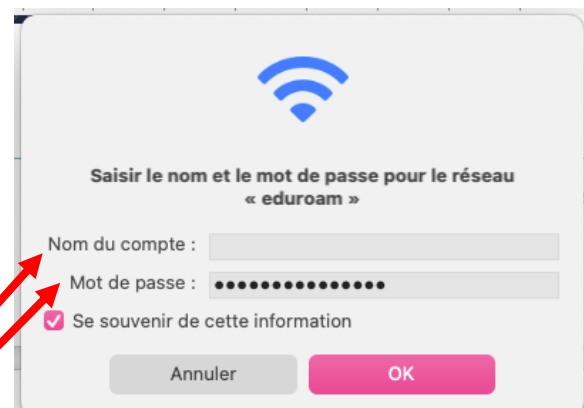 Saisir le nom et le mot de passe pour le réseau
« eduroam »
Nom du compte :
Mot de passe : ●●●●●●●●●●●●●●●
Se souvenir de cette information
Annuler OK